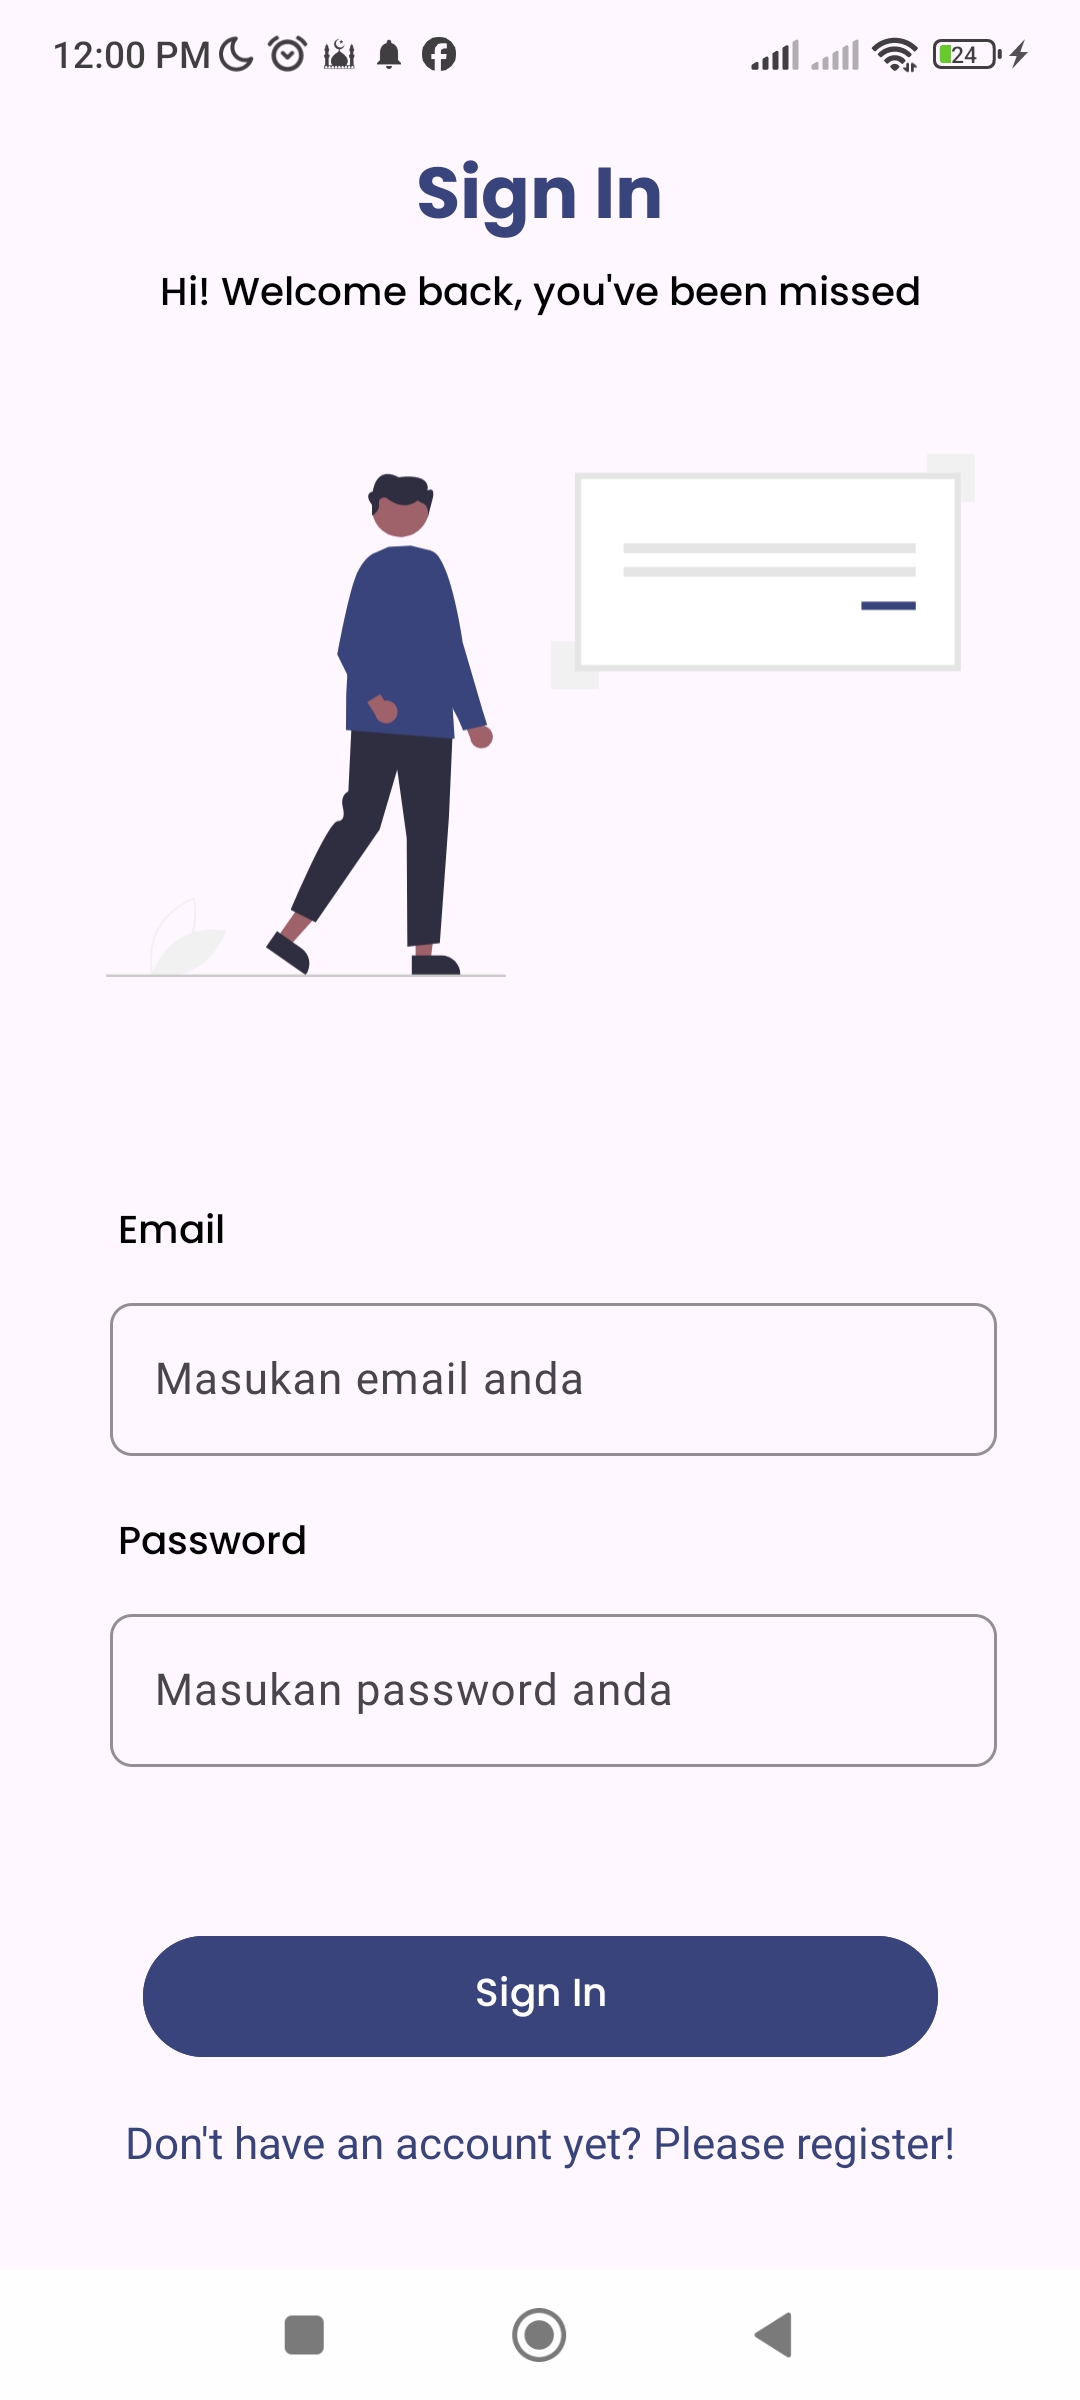 12:00 PM 24
Sign In
Hi! Welcome back, you've been missed
Email
Masukan email anda
Password
Masukan password anda
Sign In
Don't have an account yet? Please register!